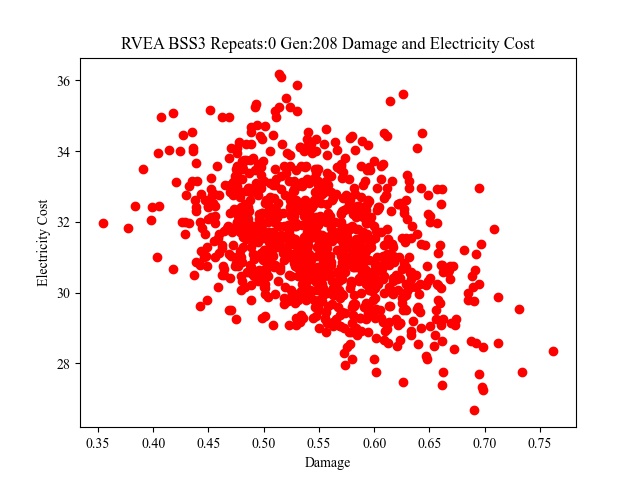 RVEA BSS3 Repeats:0 Gen:208 Damage and Electricity Cost
36
34
32
30
28
Electricity Cost
0.35 0.40 0.45 0.50 0.55 0.60 0.65 0.70 0.75
Damage